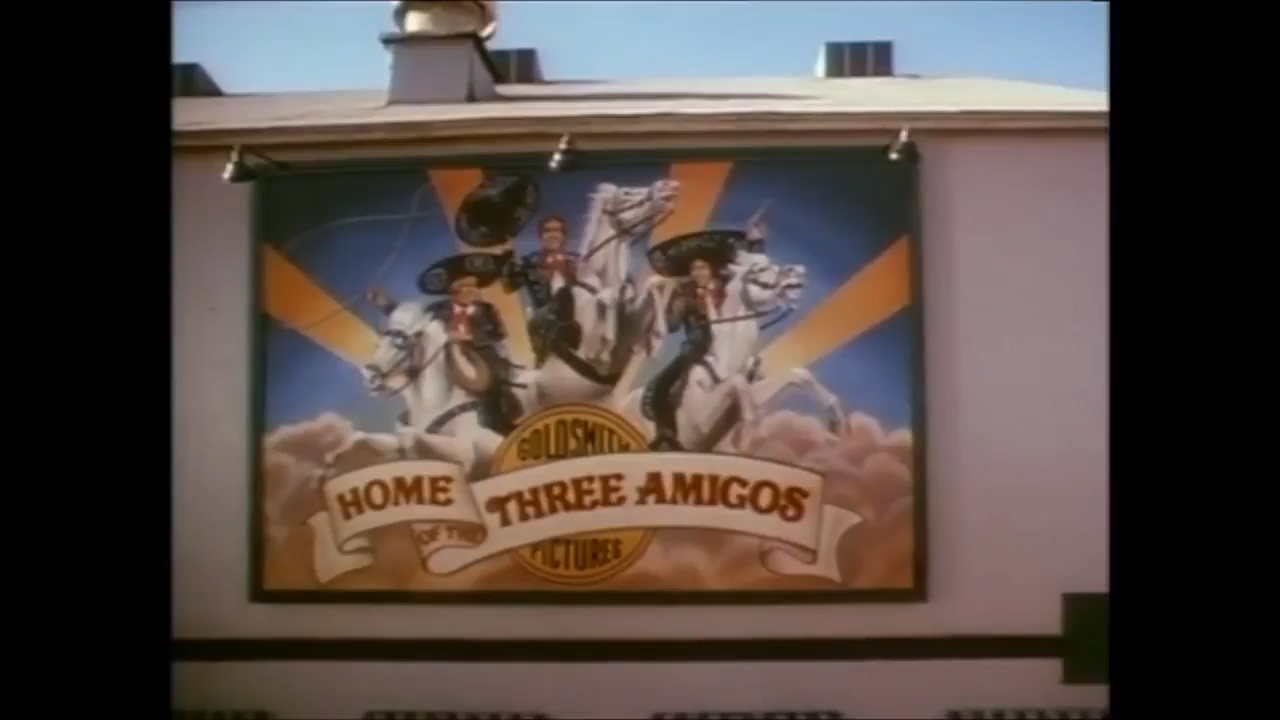 GOLDSMITH
HOME
OF THE
THREE AMIGOS
PICTURES